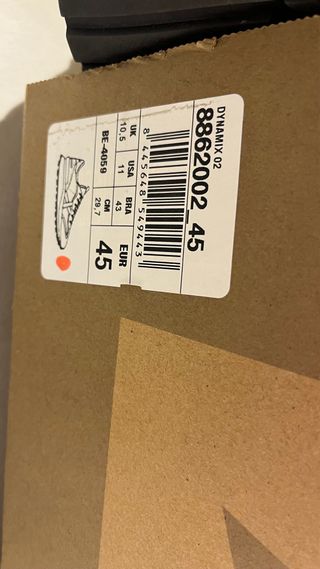 DYNAMIX 02
8862002_45
8 445648 549443
UK USA BRA EUR
10,5 11 43 45
BE-4059 CM
29,7